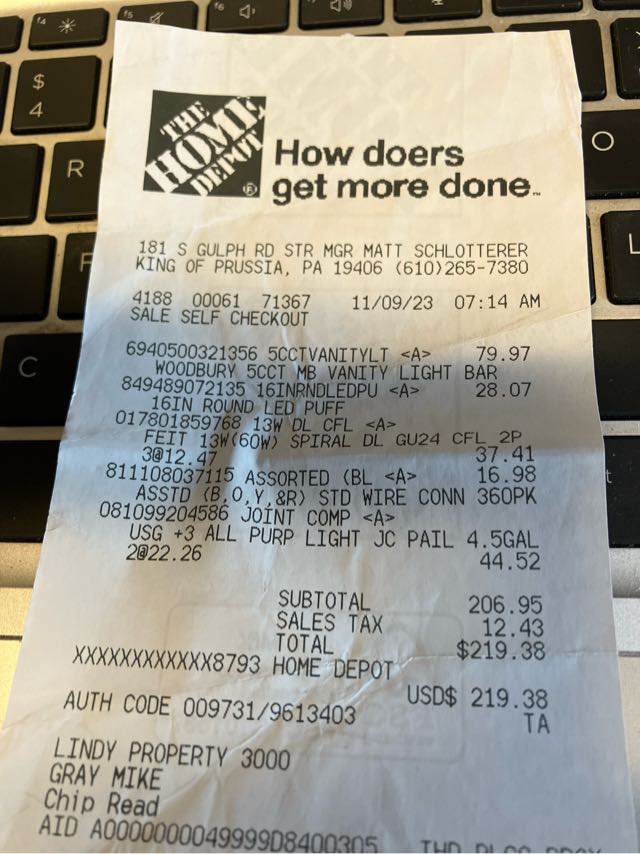 THE
HOME
DEPOT
®
How doers
get more done™
181 S GULPH RD STR MGR MATT SCHLOTTERER
KING OF PRUSSIA, PA 19406 (610)265-7380
4188 00061 71367 11/09/23 07:14 AM
SALE SELF CHECKOUT
6940500321356 5CCTVANITYLT <A> 79.97
WOODBURY 5CCT MB VANITY LIGHT BAR
849489072135 16INRNDLEDPU <A> 28.07
16IN ROUND LED PUFF
017801859768 13W DL CFL <A>
FEIT 13W(60W) SPIRAL DL GU24 CFL 2P
3@12.47 37.41
811108037115 ASSORTED (BL <A> 16.98
ASSTD (B,O,Y,&R) STD WIRE CONN 360PK
081099204586 JOINT COMP <A>
USG +3 ALL PURP LIGHT JC PAIL 4.5GAL
2@22.26 44.52
SUBTOTAL 206.95
SALES TAX 12.43
TOTAL $219.38
XXXXXXXXXXXX8793 HOME DEPOT
USD$ 219.38
AUTH CODE 009731/9613403 TA
LINDY PROPERTY 3000
GRAY MIKE
Chip Read
AID A0000000049999D8400305
$
4
R
F
C
O
L
t
f4
f5
f6